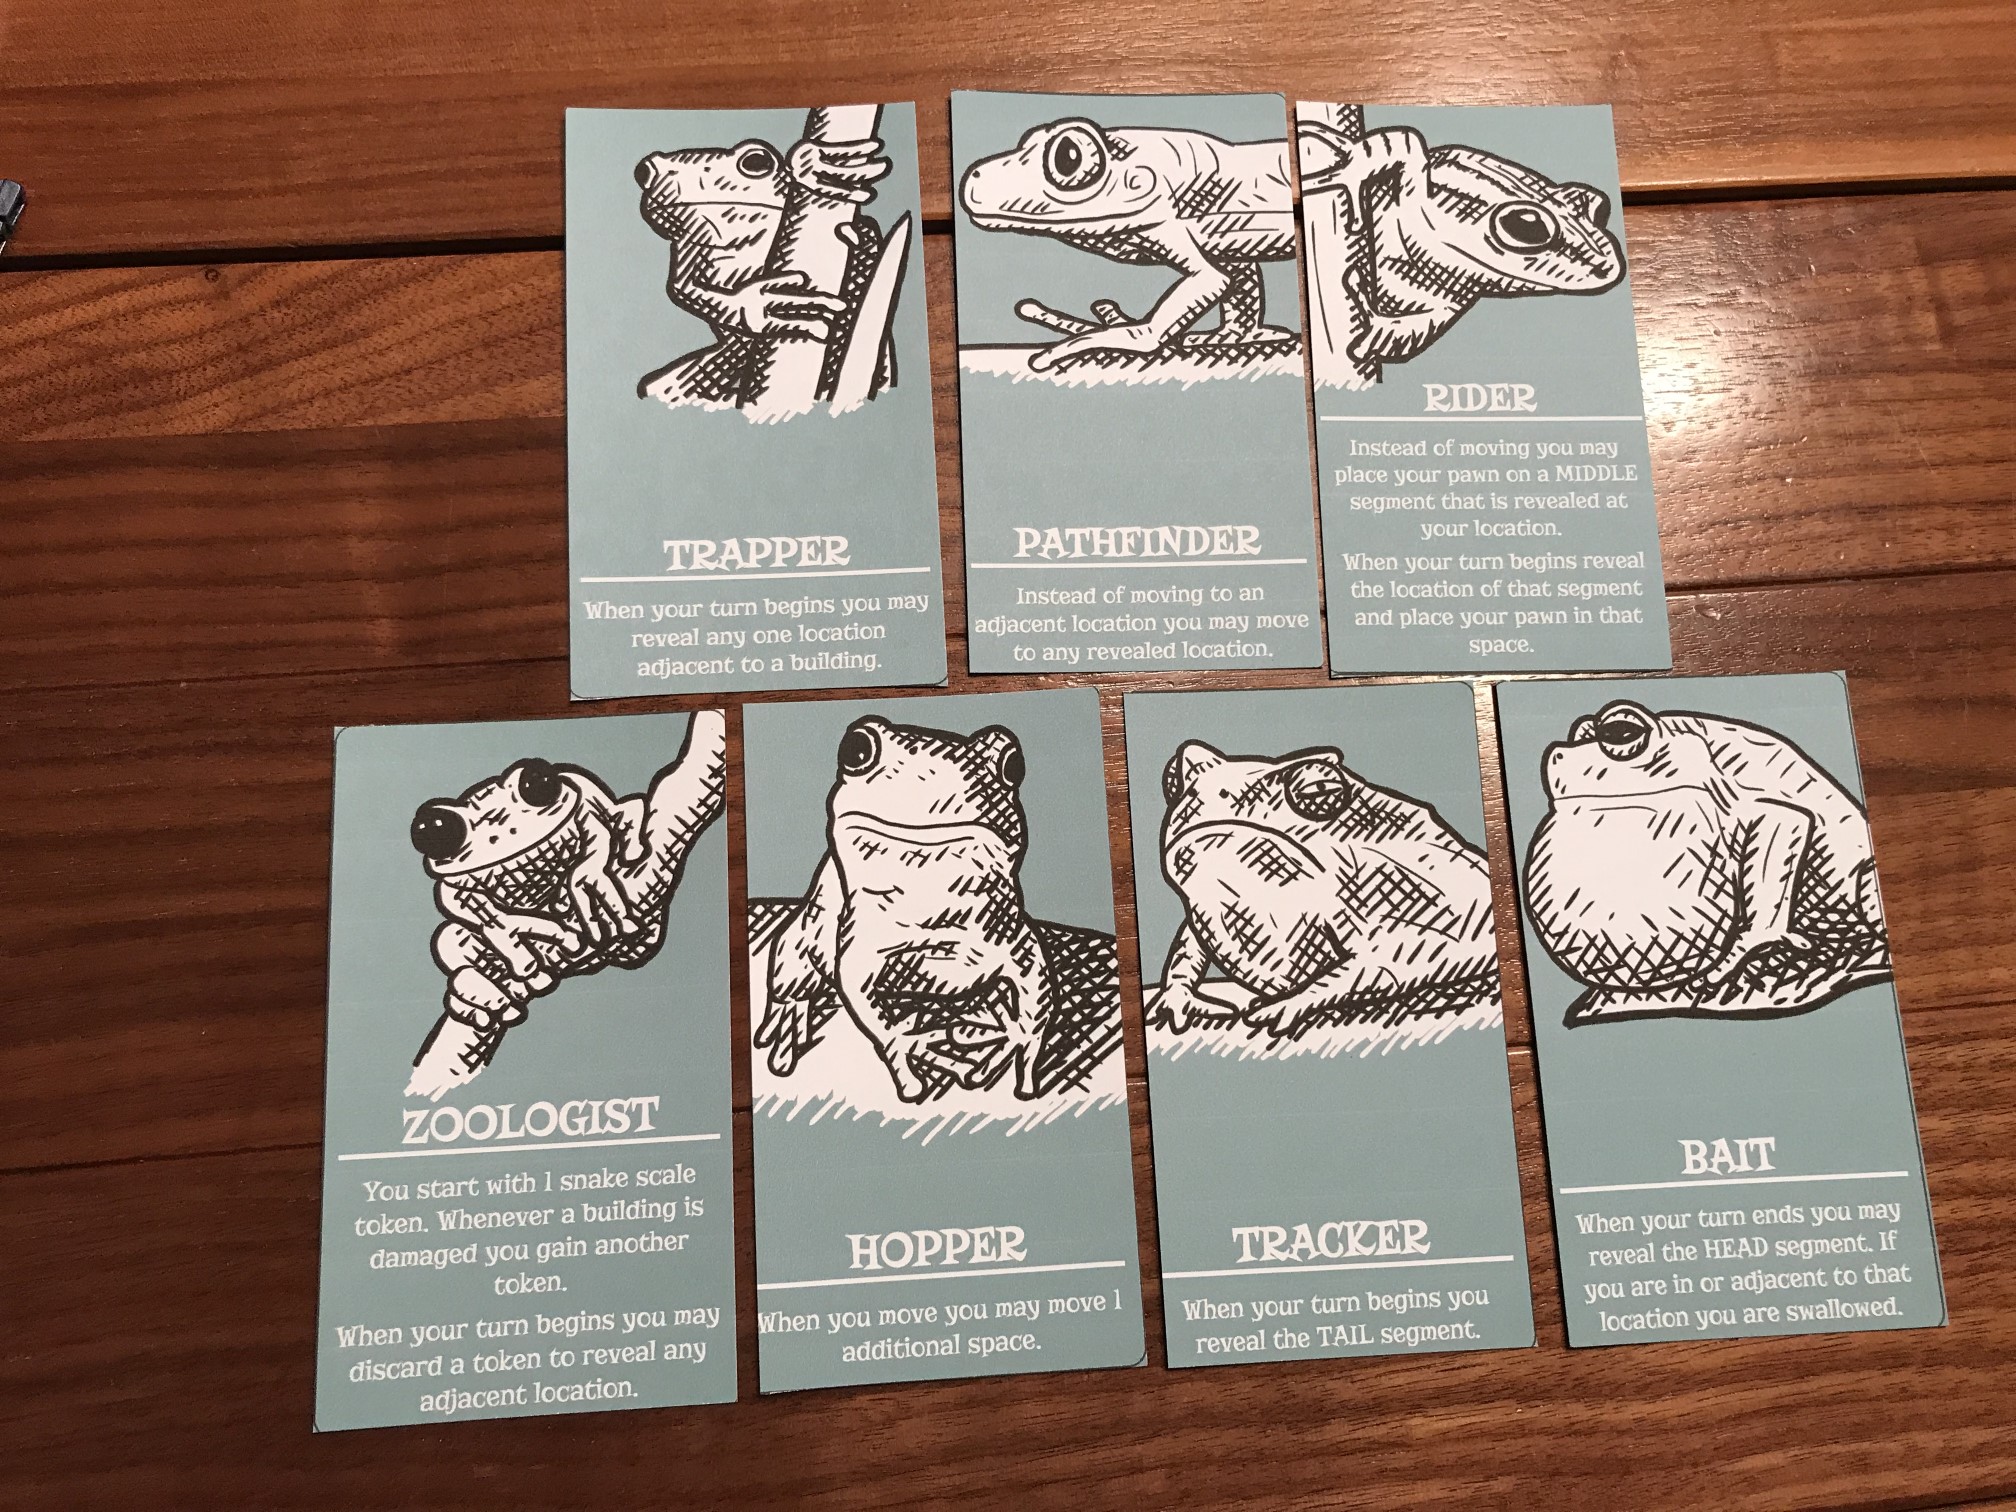 TRAPPER
When your turn begins you may
reveal any one location
adjacent to a building.
PATHFINDER
Instead of moving to an
adjacent location you may move
to any revealed location.
RIDER
Instead of moving you may
place your pawn on a MIDDLE
segment that is revealed at
your location.
When your turn begins reveal
the location of that segment
and place your pawn in that
space.
ZOOLOGIST
You start with 1 snake scale
token. Whenever a building is
damaged you gain another
token.
When your turn begins you may
discard a token to reveal any
adjacent location.
HOPPER
When you move you may move 1
additional space.
TRACKER
When your turn begins you
reveal the TAIL segment.
BAIT
When your turn ends you may
reveal the HEAD segment. If
you are in or adjacent to that
location you are swallowed.